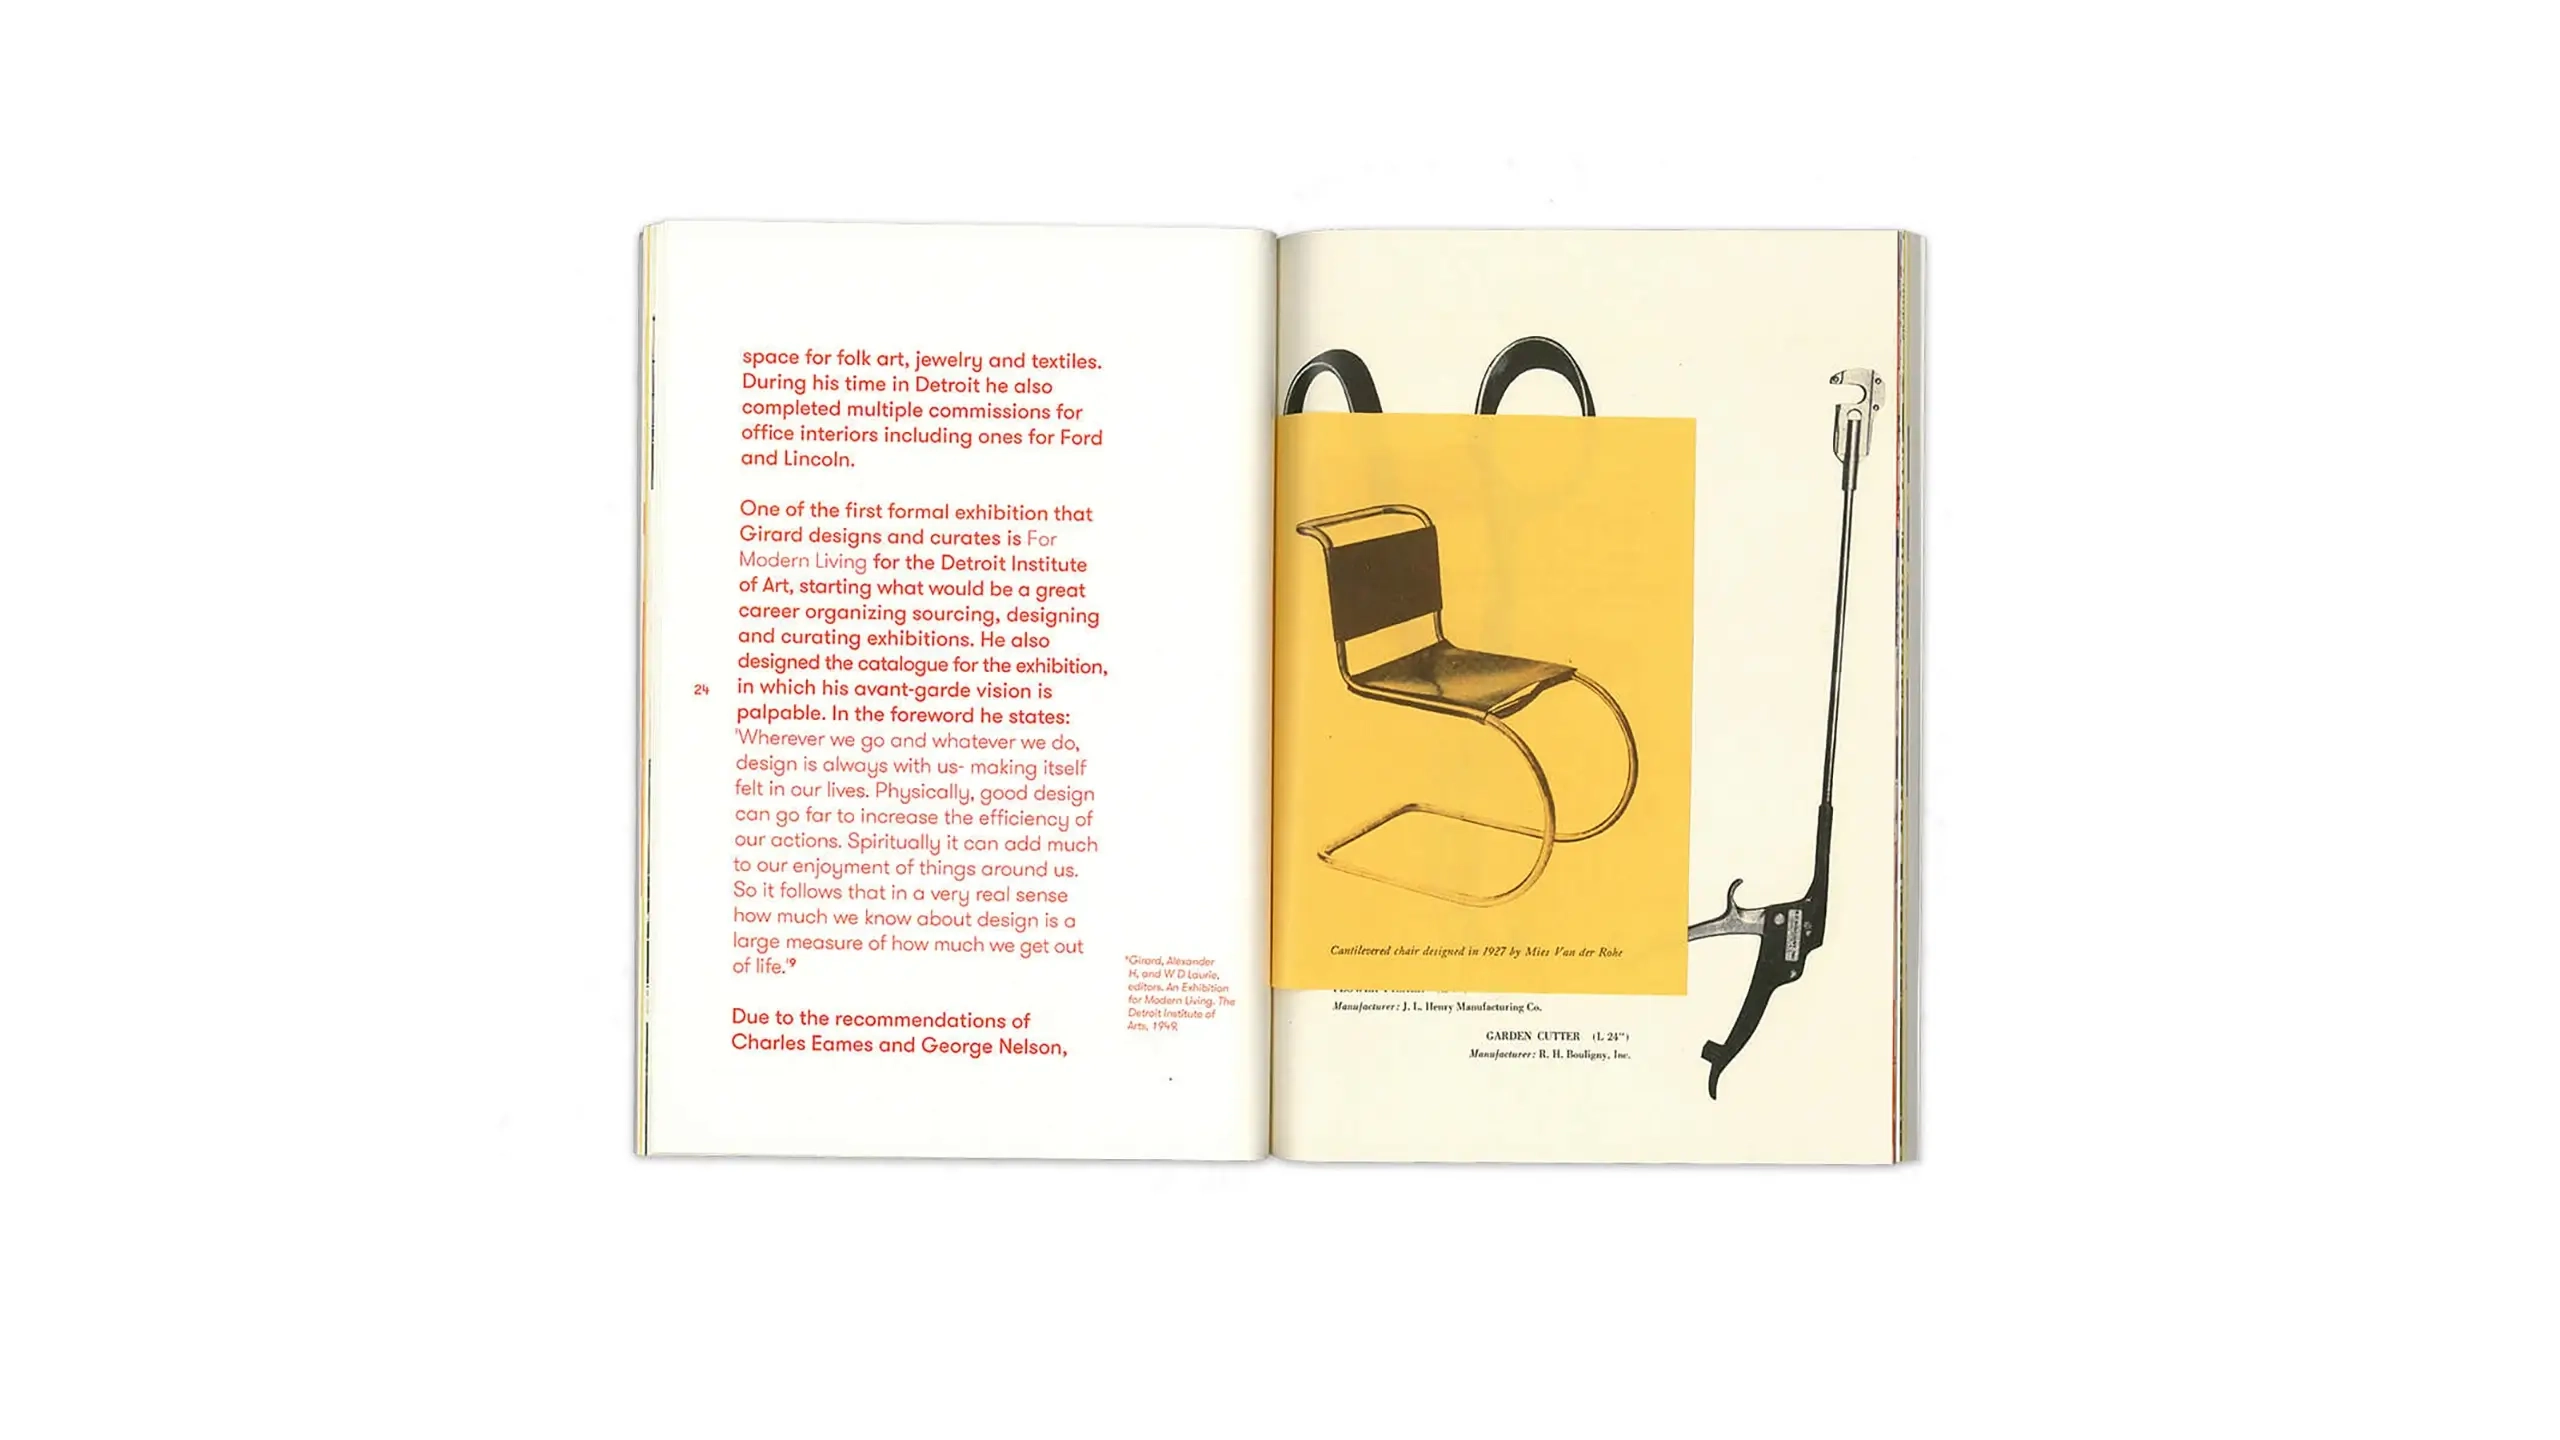 space for folk art, jewelry and textiles.
During his time in Detroit he also
completed multiple commissions for
office interiors including ones for Ford
and Lincoln.
One of the first formal exhibition that
Girard designs and curates is For
Modern Living for the Detroit Institute
of Art, starting what would be a great
career organizing sourcing, designing
and curating exhibitions. He also
designed the catalogue for the exhibition,
in which his avant-garde vision is
palpable. In the foreword he states:
'Wherever we go and whatever we do,
design is always with us- making itself
felt in our lives. Physically, good design
can go far to increase the efficiency of
our actions. Spiritually it can add much
to our enjoyment of things around us.
So it follows that in a very real sense
how much we know about design is a
large measure of how much we get out
of life.'⁹
Due to the recommendations of
Charles Eames and George Nelson,
24
⁹Girard, Alexander
H, and W D Laurie,
editors. An Exhibition
for Modern Living. The
Detroit Institute of
Arts, 1949.
Cantilevered chair designed in 1927 by Mies Van der Rohe
Manufacturer: J. L. Henry Manufacturing Co.
GARDEN CUTTER (L 24")
Manufacturer: R. H. Bouligny, Inc.